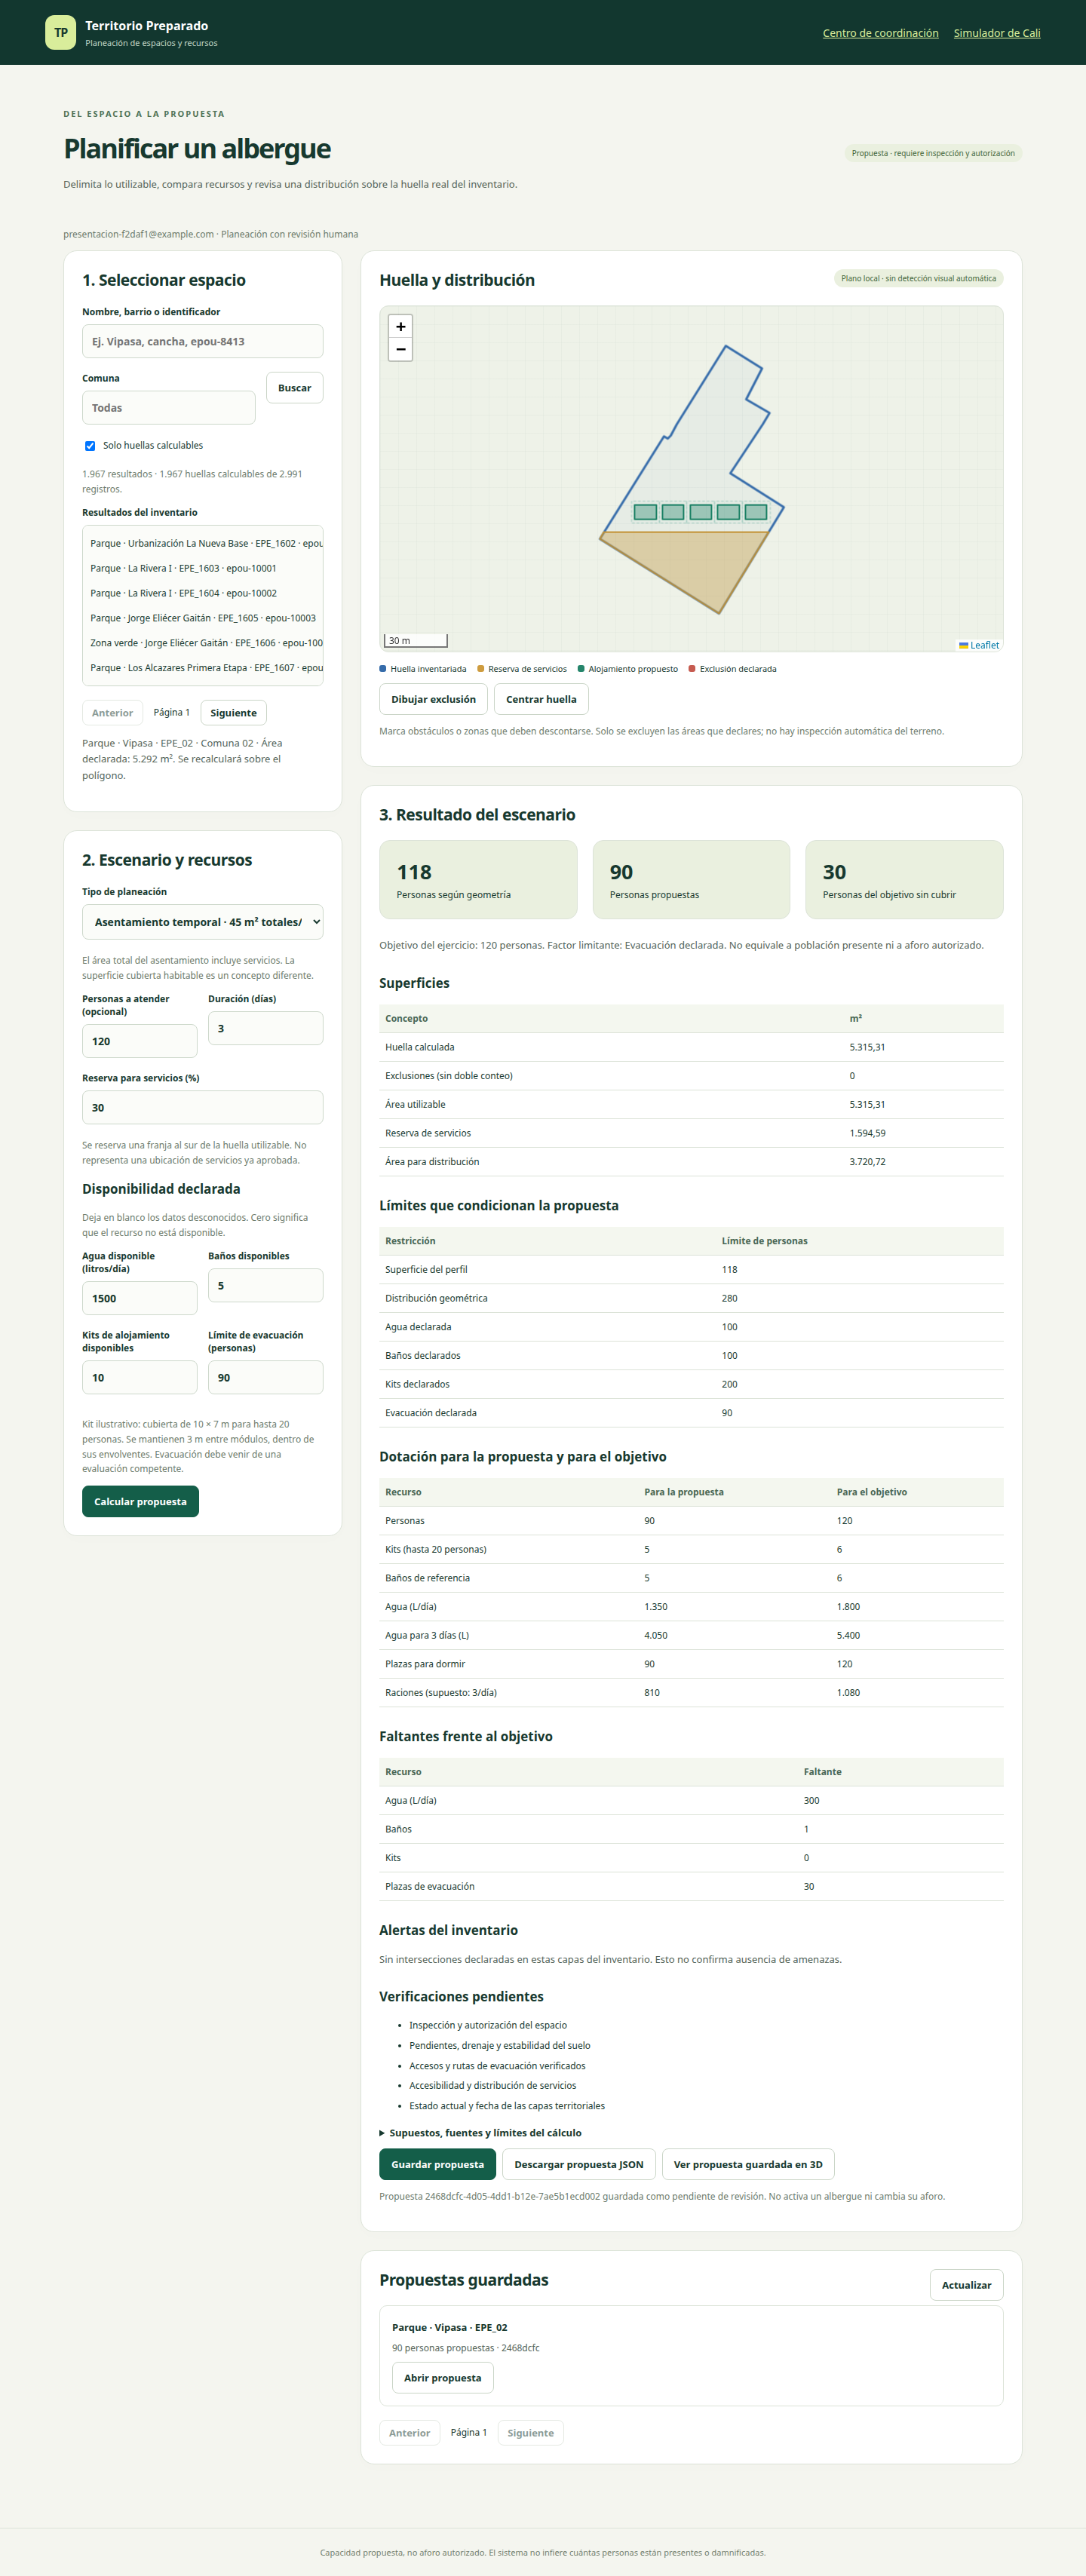 TP
Territorio Preparado
Planeación de espacios y recursos
Centro de coordinación
Simulador de Cali
DEL ESPACIO A LA PROPUESTA
Planificar un albergue
Propuesta · requiere inspección y autorización
Delimita lo utilizable, compara recursos y revisa una distribución sobre la huella real del inventario.
presentacion-f2daf1@example.com · Planeación con revisión humana
1. Seleccionar espacio
Nombre, barrio o identificador
Ej. Vipasa, cancha, epou-8413
Comuna
Todas
Buscar
Solo huellas calculables
1.967 resultados · 1.967 huellas calculables de 2.991
registros.
Resultados del inventario
Parque · Urbanización La Nueva Base · EPE_1602 · epou
Parque · La Rivera I · EPE_1603 · epou-10001
Parque · La Rivera I · EPE_1604 · epou-10002
Parque · Jorge Eliécer Gaitán · EPE_1605 · epou-10003
Zona verde · Jorge Eliécer Gaitán · EPE_1606 · epou-100
Parque · Los Alcazares Primera Etapa · EPE_1607 · epou
Anterior
Página 1
Siguiente
Parque · Vipasa · EPE_02 · Comuna 02 · Área
declarada: 5.292 m². Se recalculará sobre el
polígono.
2. Escenario y recursos
Tipo de planeación
Asentamiento temporal · 45 m² totales/
El área total del asentamiento incluye servicios. La
superficie cubierta habitable es un concepto diferente.
Personas a atender
(opcional)
120
Duración (días)
3
Reserva para servicios (%)
30
Se reserva una franja al sur de la huella utilizable. No
representa una ubicación de servicios ya aprobada.
Disponibilidad declarada
Deja en blanco los datos desconocidos. Cero significa
que el recurso no está disponible.
Agua disponible
(litros/día)
1500
Baños disponibles
5
Kits de alojamiento
disponibles
10
Límite de evacuación
(personas)
90
Kit ilustrativo: cubierta de 10 × 7 m para hasta 20
personas. Se mantienen 3 m entre módulos, dentro de
sus envolventes. Evacuación debe venir de una
evaluación competente.
Calcular propuesta
Huella y distribución
Plano local · sin detección visual automática
+
−
30 m
Leaflet
Huella inventariada
Reserva de servicios
Alojamiento propuesto
Exclusión declarada
Dibujar exclusión
Centrar huella
Marca obstáculos o zonas que deben descontarse. Solo se excluyen las áreas que declares; no hay inspección automática del terreno.
3. Resultado del escenario
118
Personas según geometría
90
Personas propuestas
30
Personas del objetivo sin cubrir
Objetivo del ejercicio: 120 personas. Factor limitante: Evacuación declarada. No equivale a población presente ni a aforo autorizado.
Superficies
Concepto m²
Huella calculada 5.315,31
Exclusiones (sin doble conteo) 0
Área utilizable 5.315,31
Reserva de servicios 1.594,59
Área para distribución 3.720,72
Límites que condicionan la propuesta
Restricción Límite de personas
Superficie del perfil 118
Distribución geométrica 280
Agua declarada 100
Baños declarados 100
Kits declarados 200
Evacuación declarada 90
Dotación para la propuesta y para el objetivo
Recurso Para la propuesta Para el objetivo
Personas 90 120
Kits (hasta 20 personas) 5 6
Baños de referencia 5 6
Agua (L/día) 1.350 1.800
Agua para 3 días (L) 4.050 5.400
Plazas para dormir 90 120
Raciones (supuesto: 3/día) 810 1.080
Faltantes frente al objetivo
Recurso Faltante
Agua (L/día) 300
Baños 1
Kits 0
Plazas de evacuación 30
Alertas del inventario
Sin intersecciones declaradas en estas capas del inventario. Esto no confirma ausencia de amenazas.
Verificaciones pendientes
• Inspección y autorización del espacio
• Pendientes, drenaje y estabilidad del suelo
• Accesos y rutas de evacuación verificados
• Accesibilidad y distribución de servicios
• Estado actual y fecha de las capas territoriales
▶ Supuestos, fuentes y límites del cálculo
Guardar propuesta
Descargar propuesta JSON
Ver propuesta guardada en 3D
Propuesta 2468dcfc-4d05-4dd1-b12e-7ae5b1ecd002 guardada como pendiente de revisión. No activa un albergue ni cambia su aforo.
Propuestas guardadas
Actualizar
Parque · Vipasa · EPE_02
90 personas propuestas · 2468dcfc
Abrir propuesta
Anterior
Página 1
Siguiente
Capacidad propuesta, no aforo autorizado. El sistema no infiere cuántas personas están presentes o damnificadas.